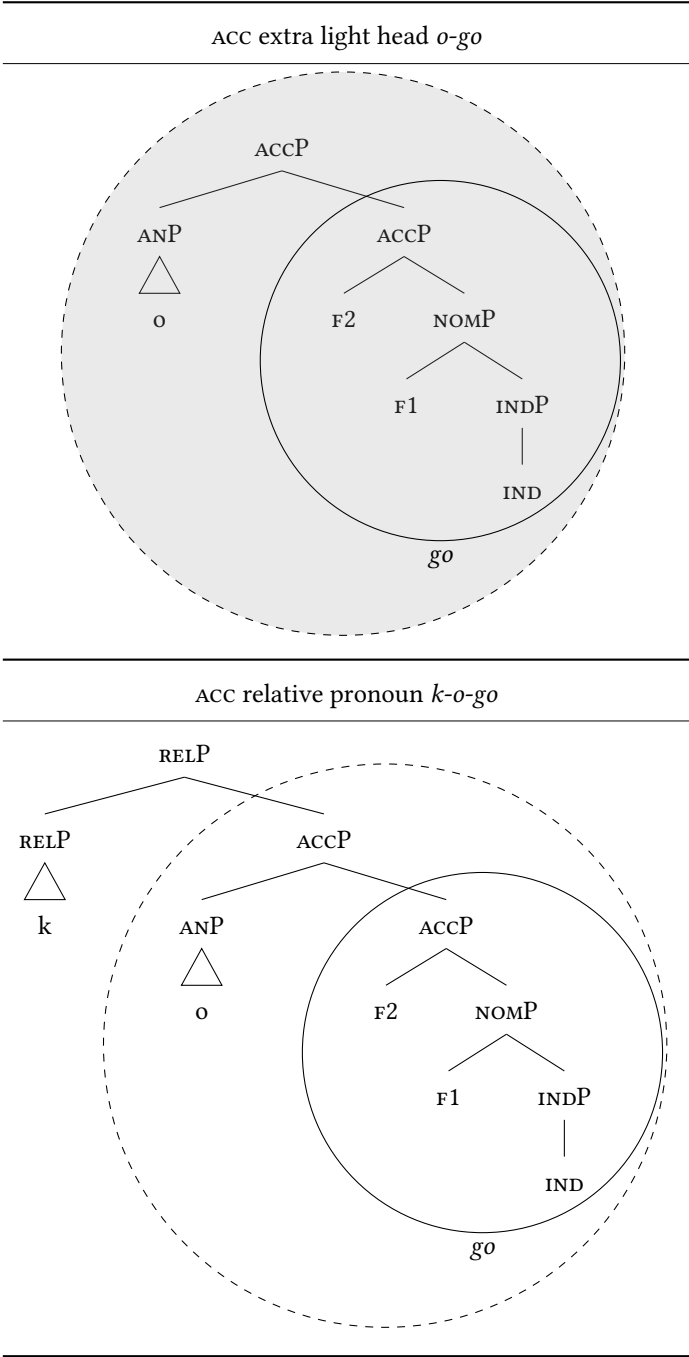 ACC extra light head o-go
ACCP
ANP ACCP
o F2 NOMP
F1 INDP
IND
go
ACC relative pronoun k-o-go
RELP
RELP ACCP
k ANP ACCP
o F2 NOMP
F1 INDP
IND
go